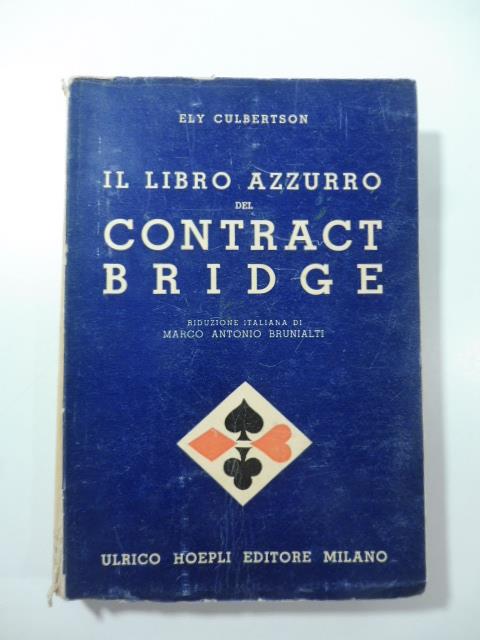 ELY CULBERTSON
IL LIBRO AZZURRO
DEL
CONTRACT
BRIDGE
RIDUZIONE ITALIANA DI
MARCO ANTONIO BRUNIALTI
ULRICO HOEPLI EDITORE MILANO